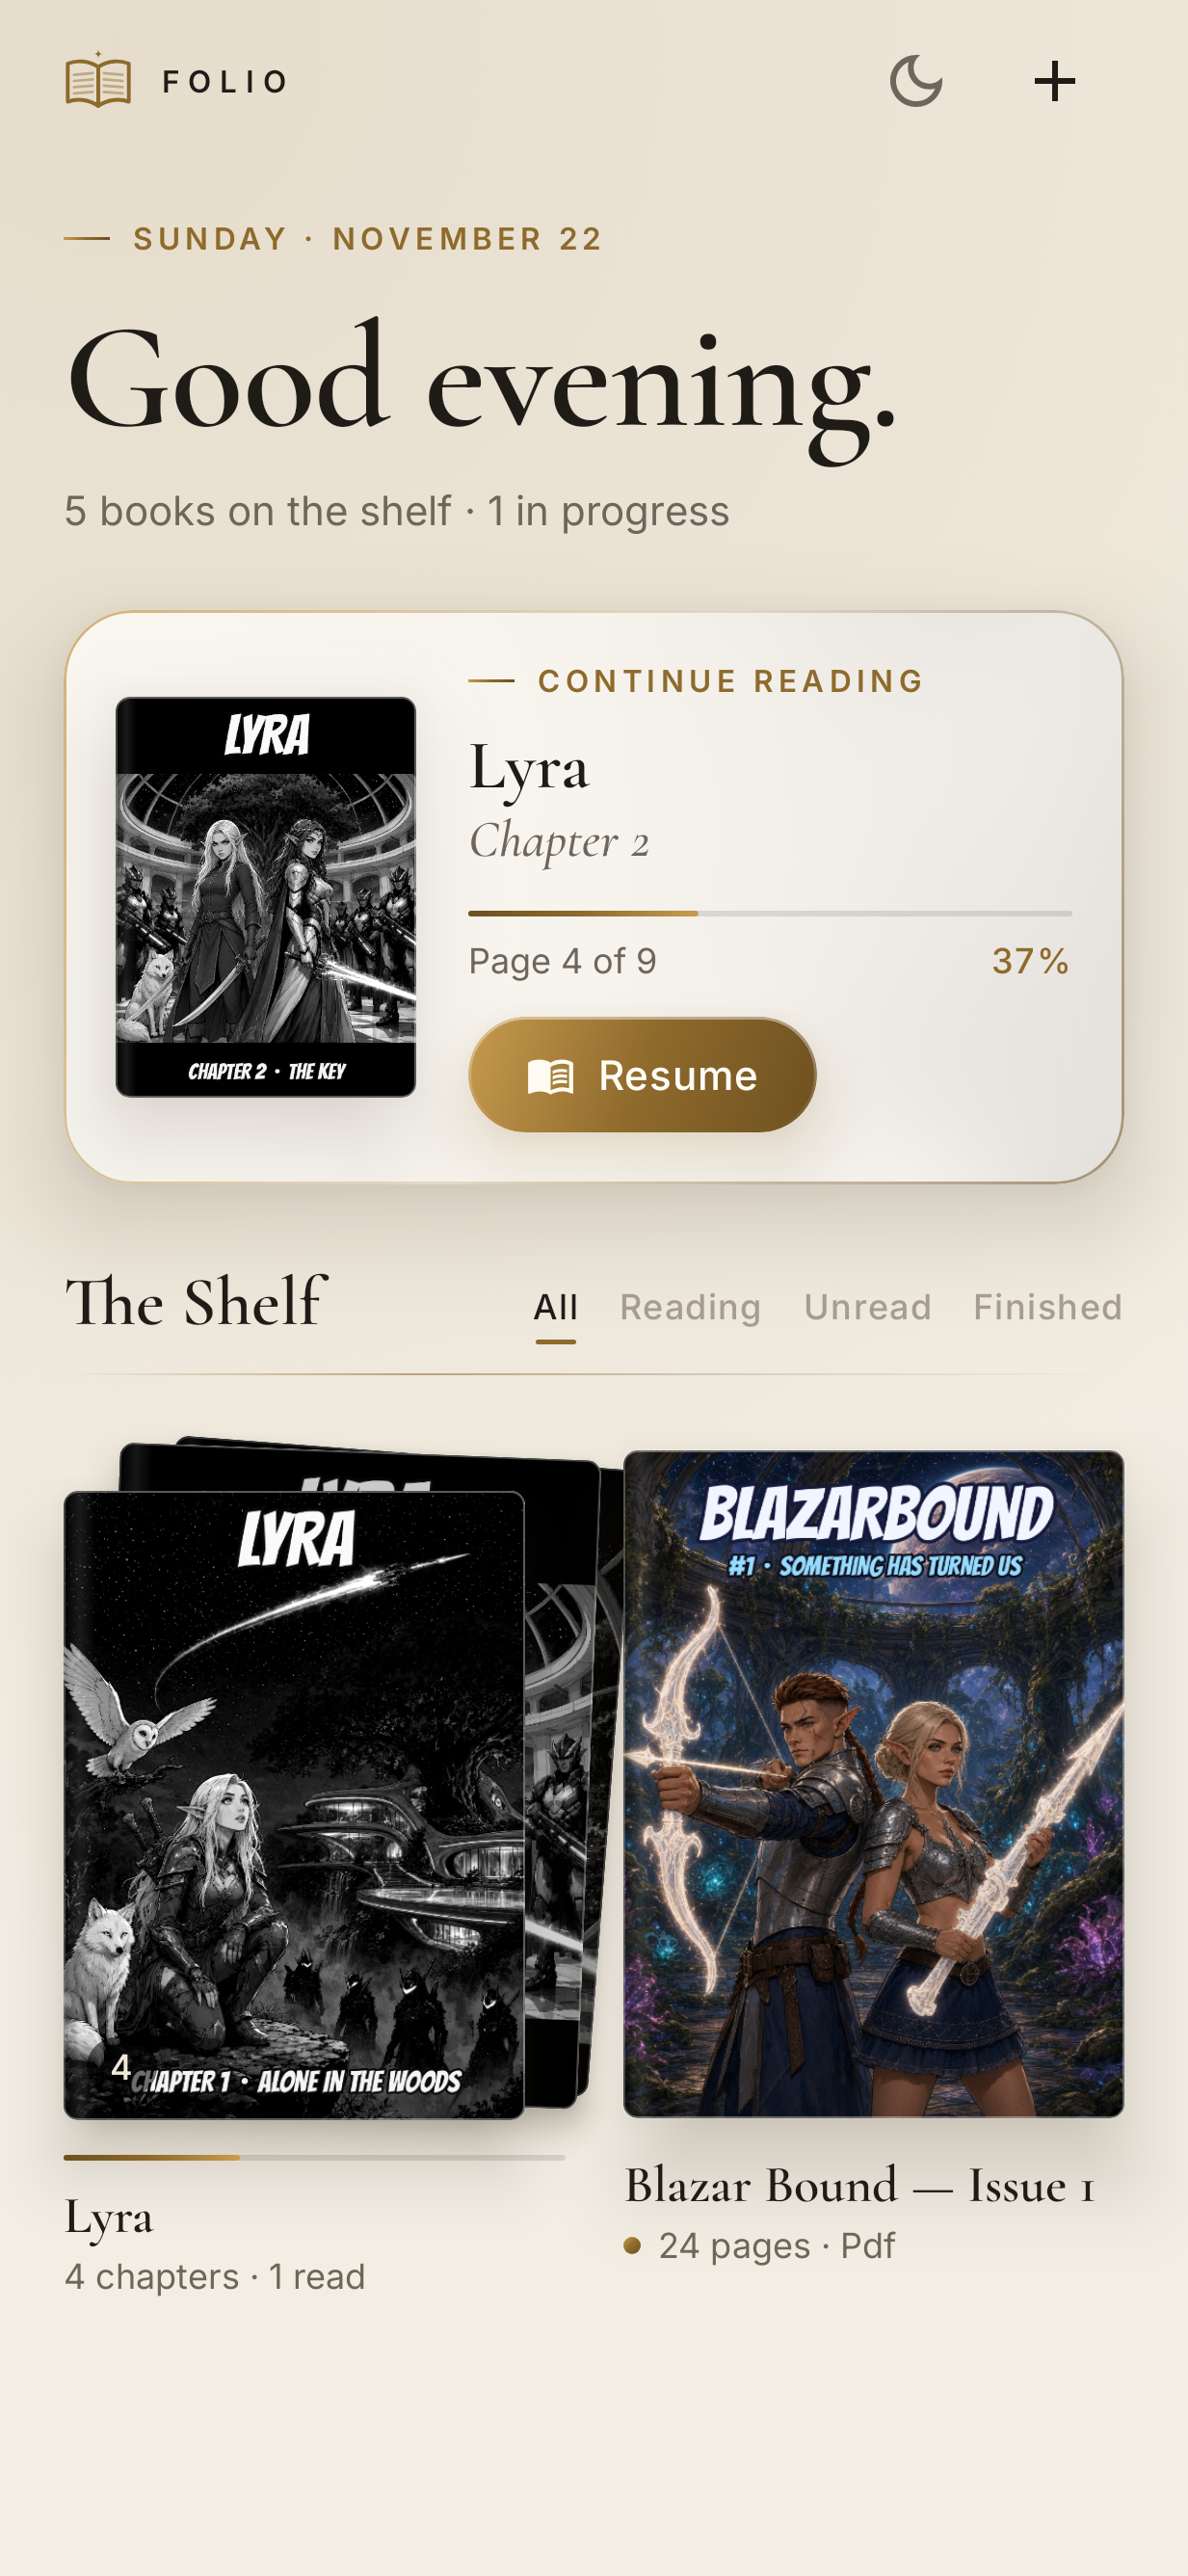 FOLIO
SUNDAY · NOVEMBER 22
Good evening.
5 books on the shelf · 1 in progress
LYRA
CHAPTER 2 · THE KEY
CONTINUE READING
Lyra
Chapter 2
Page 4 of 9
37%
Resume
The Shelf
All Reading Unread Finished
LYRA
LYRA
4
CHAPTER 1 · ALONE IN THE WOODS
Lyra
4 chapters · 1 read
BLAZARBOUND
#1 · SOMETHING HAS TURNED US
Blazar Bound — Issue 1
24 pages · Pdf